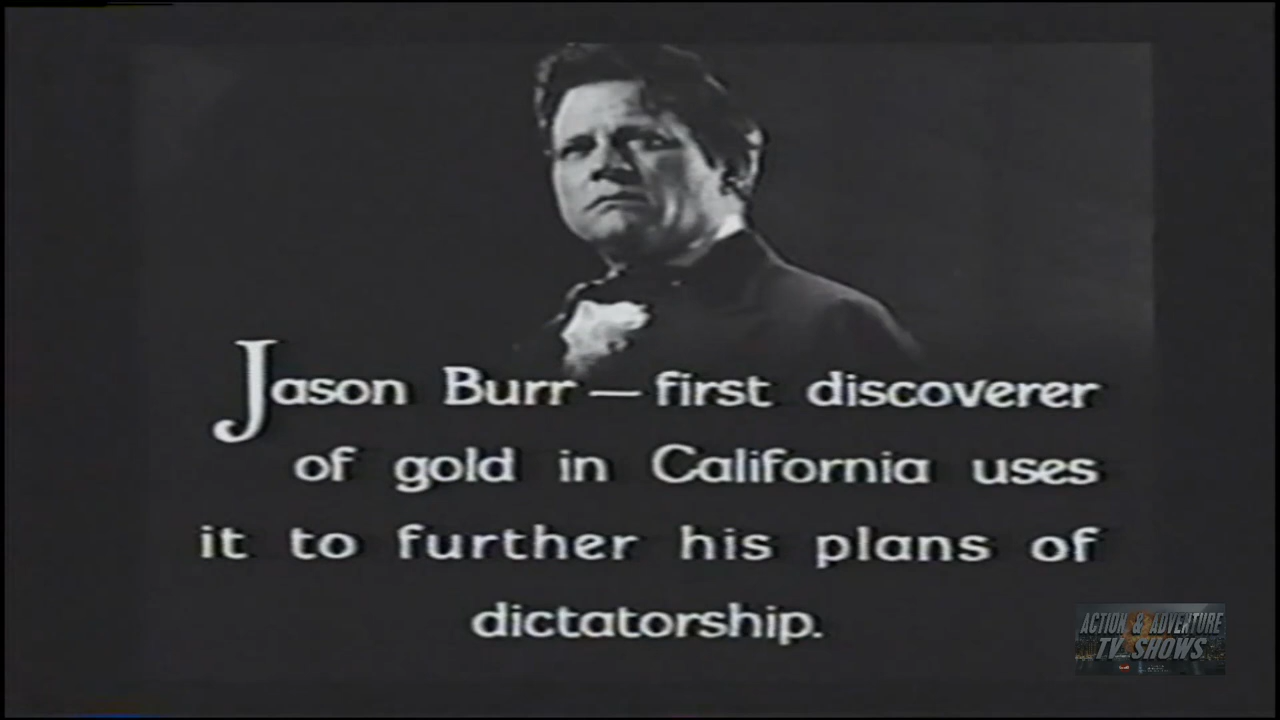 Jason Burr — first discoverer
of gold in California uses
it to further his plans of
dictatorship.
ACTION & ADVENTURE
TV SHOWS